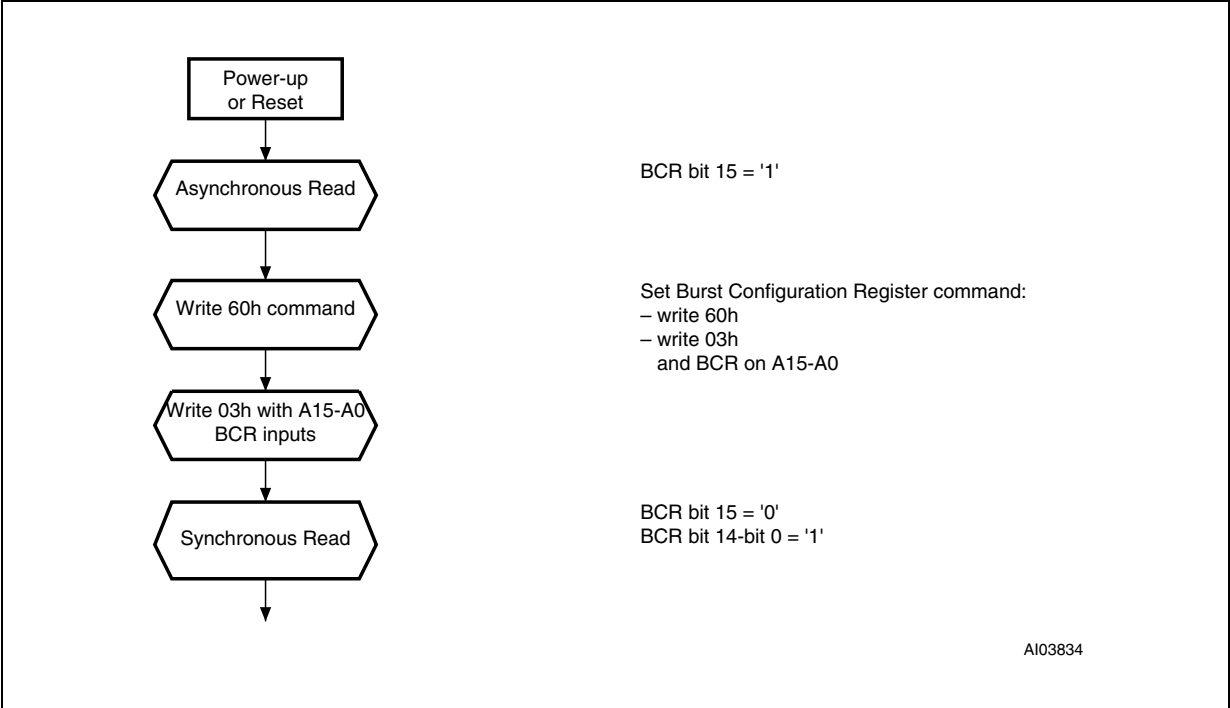 Power-up
or Reset
Asynchronous Read
BCR bit 15 = '1'
Write 60h command
Set Burst Configuration Register command:
– write 60h
– write 03h
and BCR on A15-A0
Write 03h with A15-A0
BCR inputs
Synchronous Read
BCR bit 15 = '0'
BCR bit 14-bit 0 = '1'
AI03834